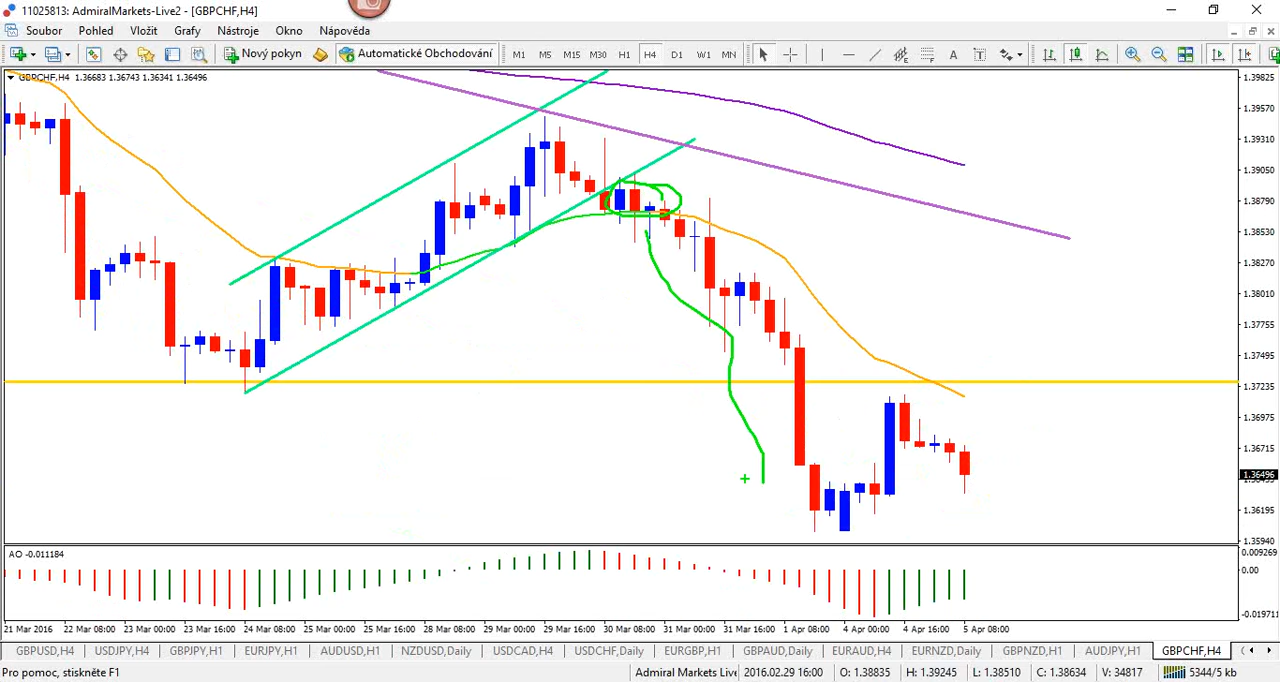 11025813: AdmiralMarkets-Live2 - [GBPCHF,H4]
Soubor Pohled Vložit Grafy Nástroje Okno Nápověda
Nový pokyn Automatické Obchodování M1 M5 M15 M30 H1 H4 D1 W1 MN A T
GBPCHF,H4 1.36683 1.36743 1.36341 1.36496
1.39825
1.39570
1.39310
1.39050
1.38790
1.38530
1.38270
1.38010
1.37755
1.37495
1.37235
1.36975
1.36715
1.36496
1.36195
1.35940
AO -0.011184
0.009269
0.00
-0.019711
21 Mar 2016 22 Mar 08:00 23 Mar 00:00 23 Mar 16:00 24 Mar 08:00 25 Mar 00:00 25 Mar 16:00 28 Mar 08:00 29 Mar 00:00 29 Mar 16:00 30 Mar 08:00 31 Mar 00:00 31 Mar 16:00 1 Apr 08:00 4 Apr 00:00 4 Apr 16:00 5 Apr 08:00
GBPUSD,H4 USDJPY,H4 GBPJPY,H1 EURJPY,H1 AUDUSD,H1 NZDUSD,Daily USDCAD,H4 USDCHF,Daily EURGBP,H1 GBPAUD,Daily EURAUD,H4 EURNZD,Daily GBPNZD,H1 AUDJPY,H1 GBPCHF,H4
Pro pomoc, stiskněte F1 Admiral Markets Live 2016.02.29 16:00 O: 1.38835 H: 1.39245 L: 1.38510 C: 1.38634 V: 34817 5344/5 kb